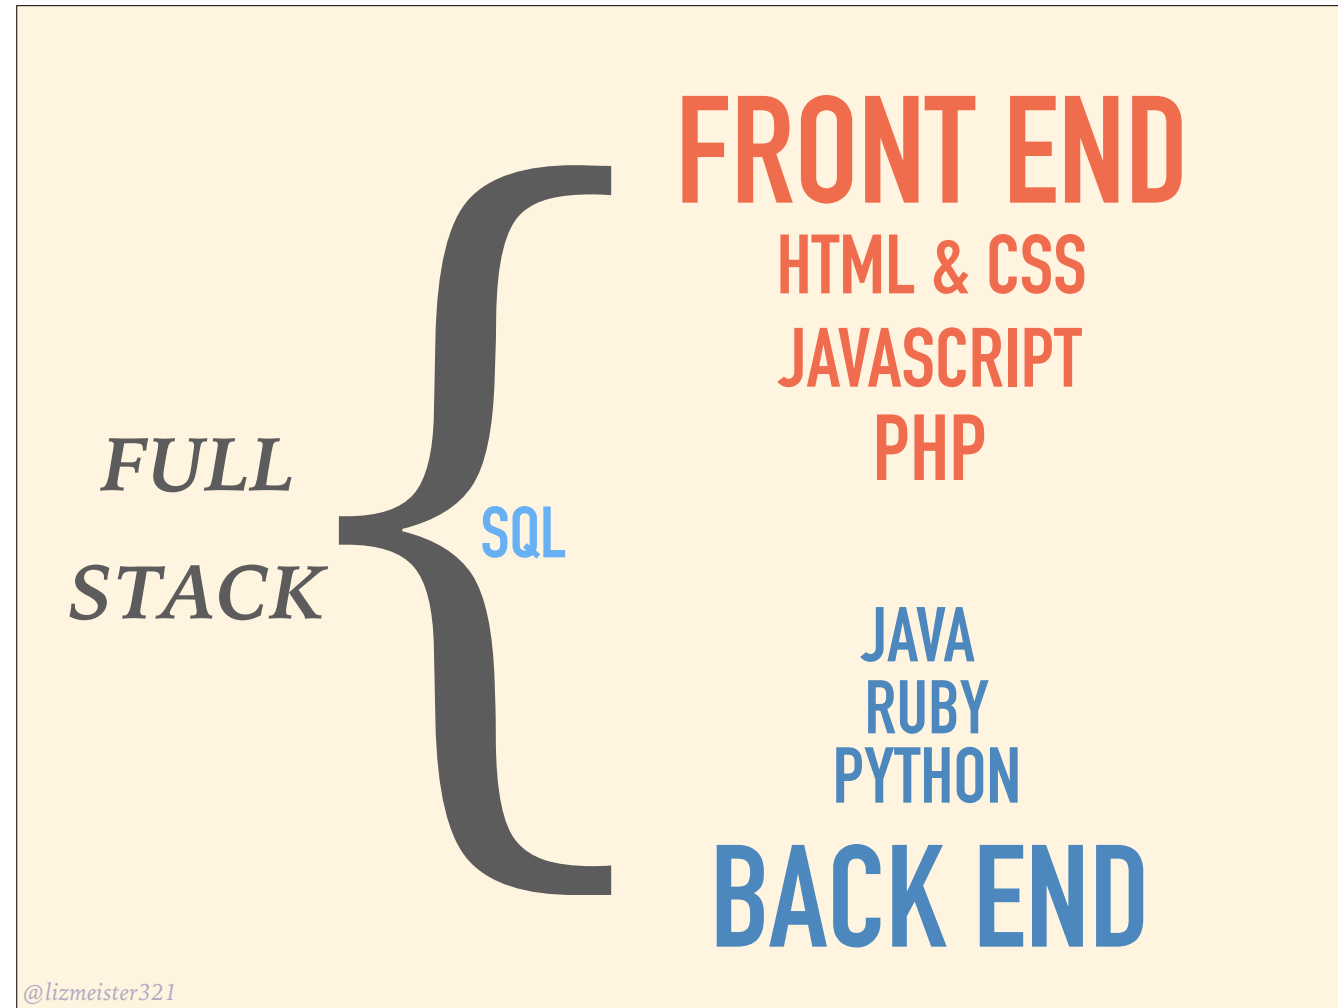 FRONT END
HTML & CSS
JAVASCRIPT
PHP
FULL
STACK
SQL
JAVA
RUBY
PYTHON
BACK END
@lizmeister321